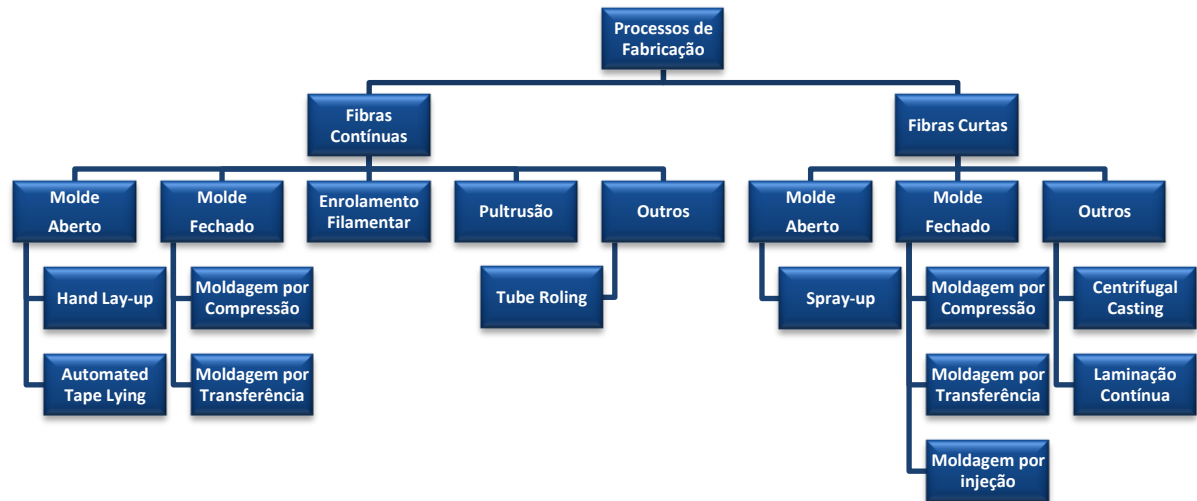 Processos de
Fabricação
Fibras
Contínuas
Fibras Curtas
Molde
Aberto
Molde
Fechado
Enrolamento
Filamentar
Pultrusão
Outros
Molde
Aberto
Molde
Fechado
Outros
Hand Lay-up
Moldagem por
Compressão
Tube Roling
Spray-up
Moldagem por
Compressão
Centrifugal
Casting
Automated
Tape Lying
Moldagem por
Transferência
Moldagem por
Transferência
Laminação
Contínua
Moldagem por
injeção